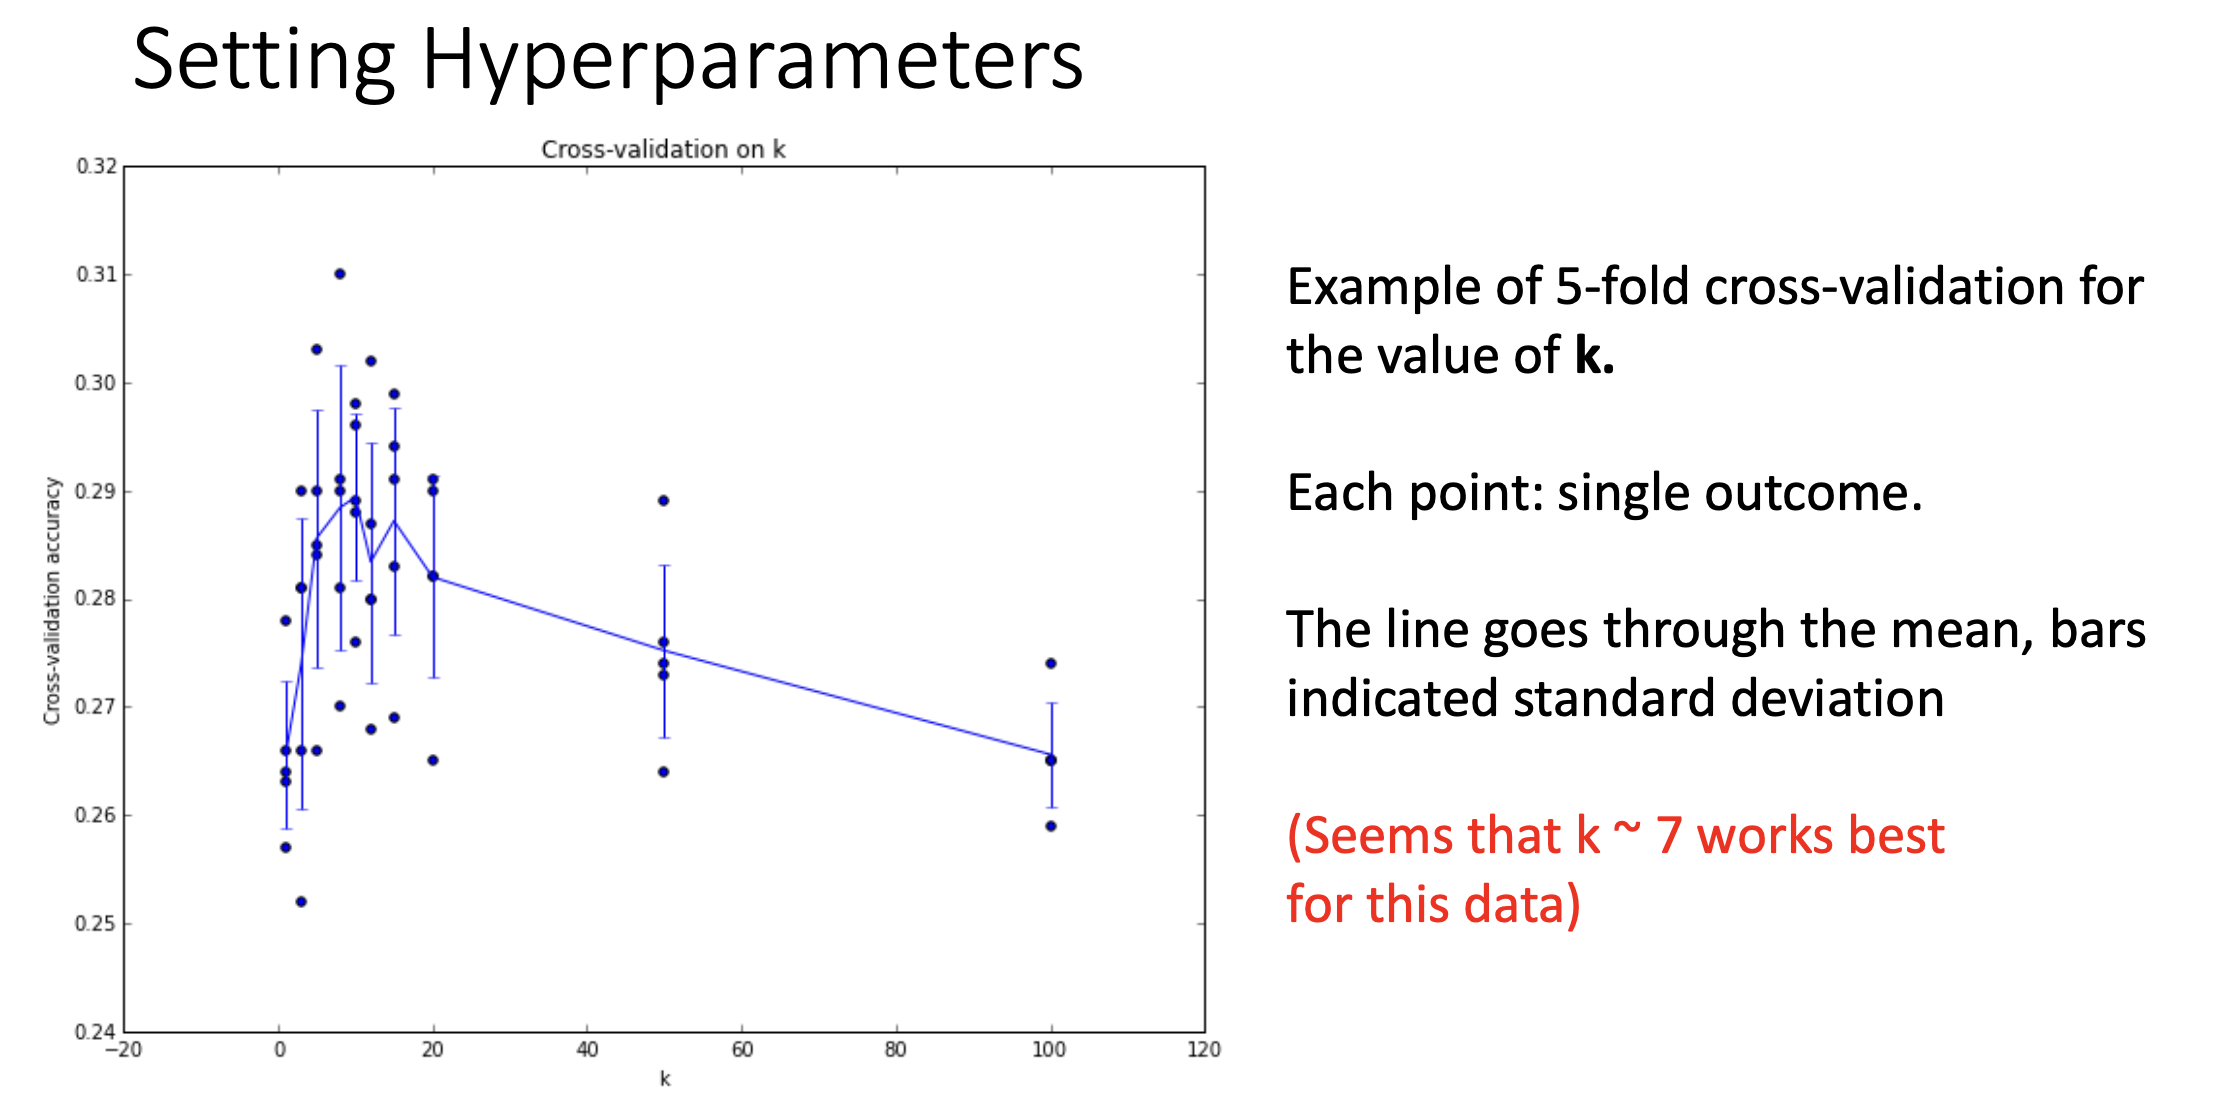 Setting Hyperparameters
Cross-validation on k
0.32
0.31
0.30
0.29
0.28
0.27
0.26
0.25
0.24
Cross-validation accuracy
−20
0
20
40
60
80
100
120
k
Example of 5-fold cross-validation for
the value of k.
Each point: single outcome.
The line goes through the mean, bars
indicated standard deviation
(Seems that k ~ 7 works best
for this data)